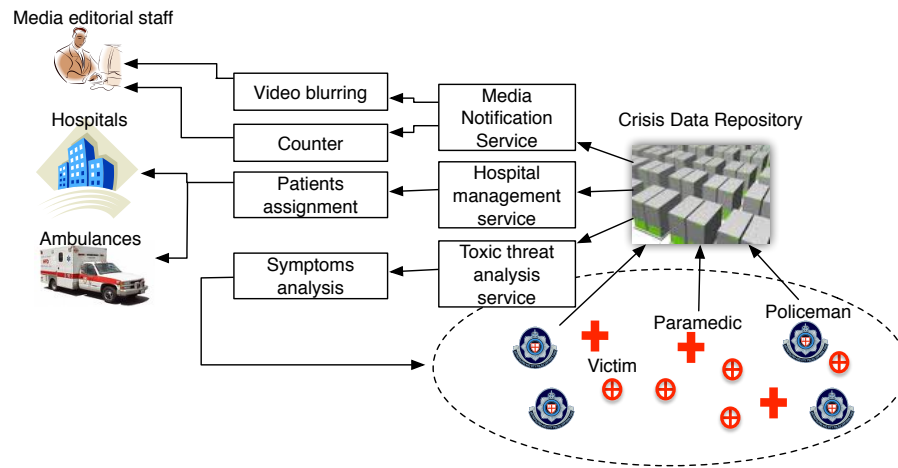 Media editorial staff
Video blurring
Media
Notification
Service
Crisis Data Repository
Hospitals
Counter
Patients
assignment
Hospital
management
service
Ambulances
Symptoms
analysis
Toxic threat
analysis
service
Paramedic
Policeman
Victim